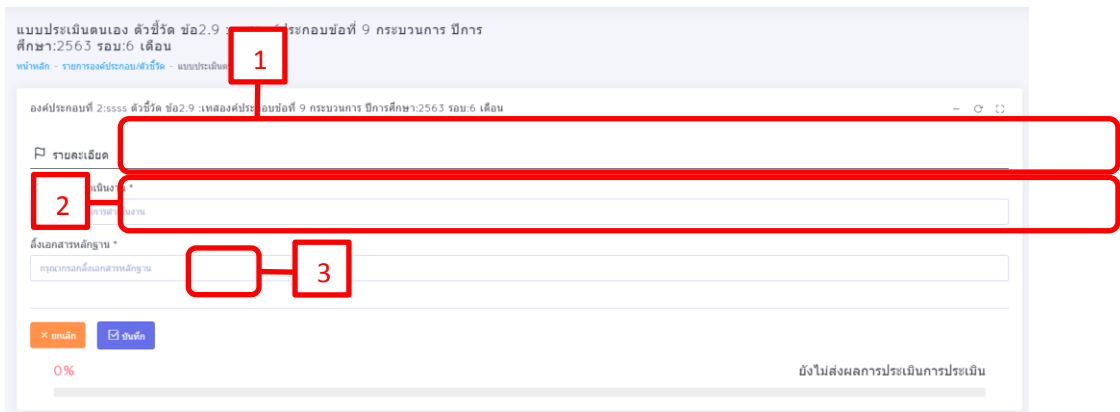 แบบประเมินตนเอง ตัวชี้วัด ข้อ2.9 องค์ประกอบข้อที่ 9 กระบวนการ ปีการ
ศึกษา:2563 รอบ:6 เดือน
หน้าหลัก - รายการองค์ประกอบ/ตัวชี้วัด - แบบประเมิน
1
องค์ประกอบที่ 2:ssss ตัวชี้วัด ข้อ2.9 :เทสองค์ประกอบข้อที่ 9 กระบวนการ ปีการศึกษา:2563 รอบ:6 เดือน
รายละเอียด
2
ลิ้งเอกสารหลักฐาน *
กรุณากรอกลิ้งเอกสารหลักฐาน
3
× ยกเลิก บันทึก
0% ยังไม่ส่งผลการประเมินการประเมิน